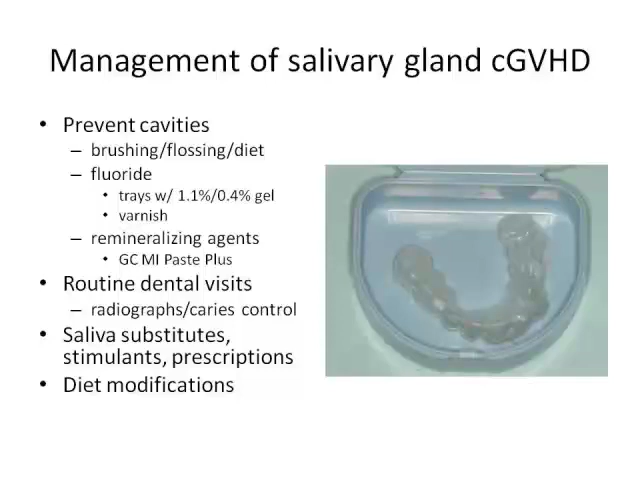 Management of salivary gland cGVHD
• Prevent cavities
– brushing/flossing/diet
– fluoride
• trays w/ 1.1%/0.4% gel
• varnish
– remineralizing agents
• GC MI Paste Plus
• Routine dental visits
– radiographs/caries control
• Saliva substitutes,
stimulants, prescriptions
• Diet modifications